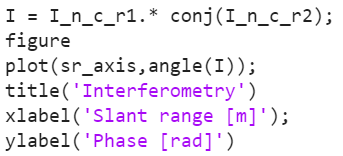 I = I_n_c_r1.* conj(I_n_c_r2);
figure
plot(sr_axis,angle(I));
title('Interferometry')
xlabel('Slant range [m]');
ylabel('Phase [rad]')